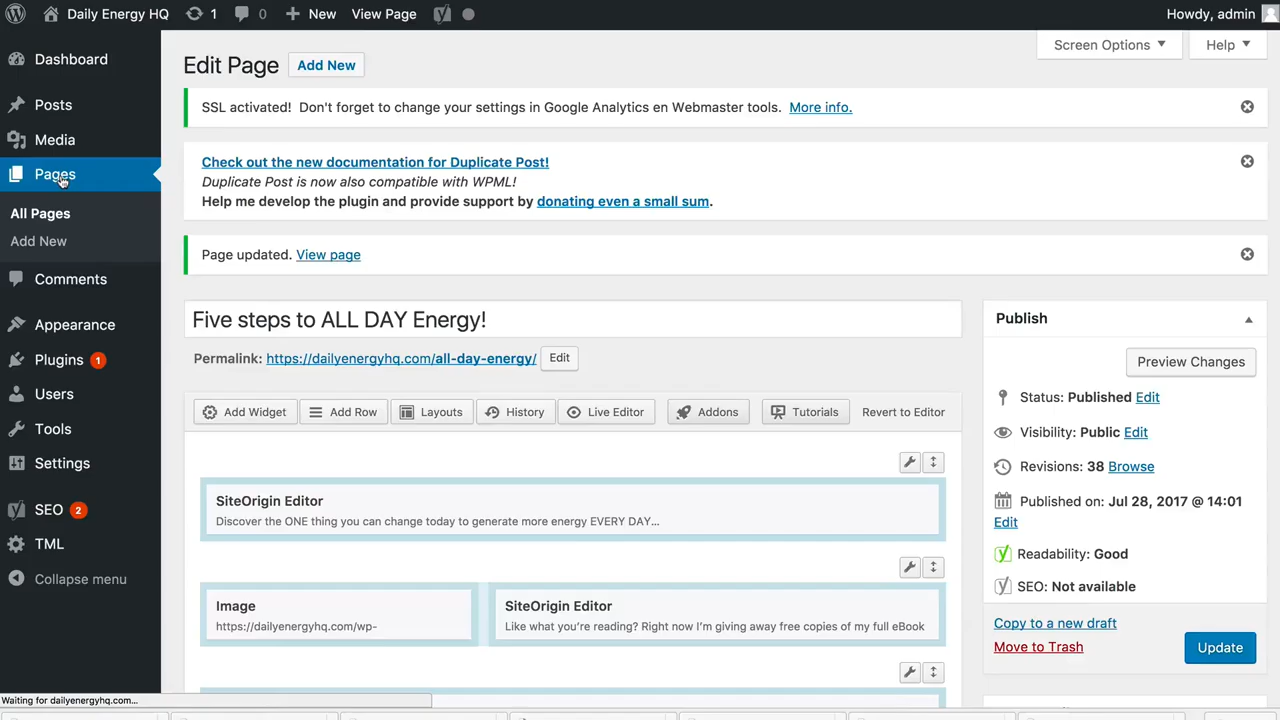 Daily Energy HQ 1 0 New View Page Howdy, admin
Dashboard
Posts
Media
Pages
All Pages
Add New
Comments
Appearance
Plugins 1
Users
Tools
Settings
SEO 2
TML
Collapse menu
Edit Page Add New
Screen Options Help
SSL activated! Don't forget to change your settings in Google Analytics en Webmaster tools. More info.
Check out the new documentation for Duplicate Post!
Duplicate Post is now also compatible with WPML!
Help me develop the plugin and provide support by donating even a small sum.
Page updated. View page
Five steps to ALL DAY Energy!
Permalink: https://dailyenergyhq.com/all-day-energy/ Edit
Add Widget Add Row Layouts History Live Editor Addons Tutorials Revert to Editor
SiteOrigin Editor
Discover the ONE thing you can change today to generate more energy EVERY DAY...
Image
https://dailyenergyhq.com/wp-
SiteOrigin Editor
Like what you're reading? Right now I'm giving away free copies of my full eBook
Publish
Preview Changes
Status: Published Edit
Visibility: Public Edit
Revisions: 38 Browse
Published on: Jul 28, 2017 @ 14:01
Edit
Readability: Good
SEO: Not available
Copy to a new draft
Move to Trash
Update
Waiting for dailyenergyhq.com...